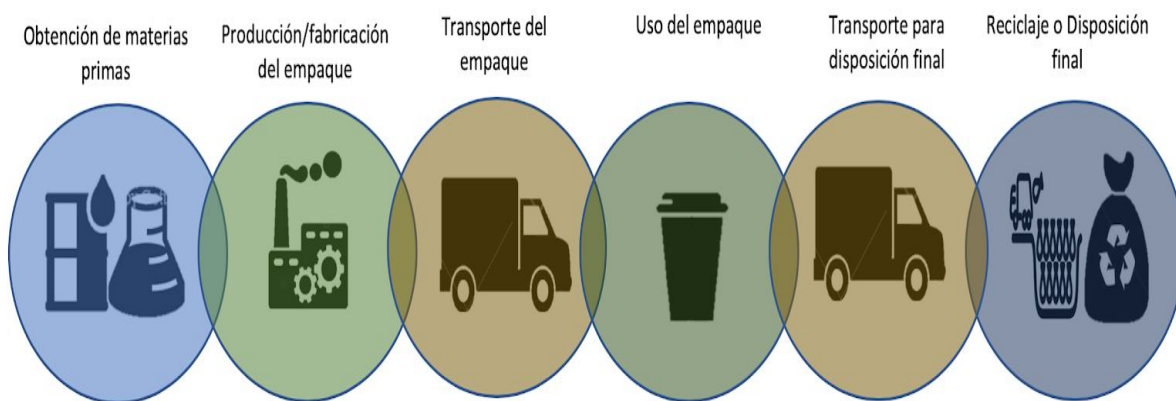 Obtención de materias
primas
Producción/fabricación
del empaque
Transporte del
empaque
Uso del empaque
Transporte para
disposición final
Reciclaje o Disposición
final